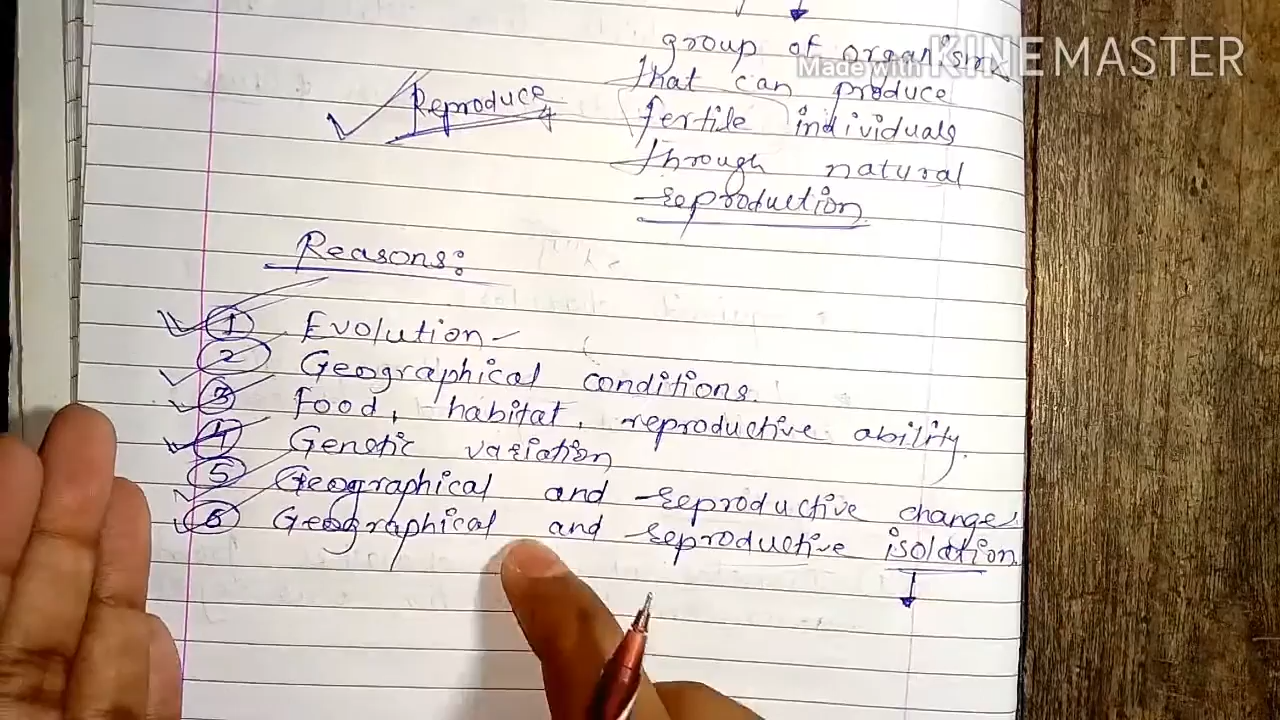 group of organisms
Made with KINEMASTER
that can produce
Reproduce
fertile individuals
through natural
reproduction
Reasons:
1 Evolution-
2 Geographical conditions.
3 Food, habitat, reproductive ability.
4 Genetic variation
5 Geographical and reproductive changes
6 Geographical and reproductive isolation